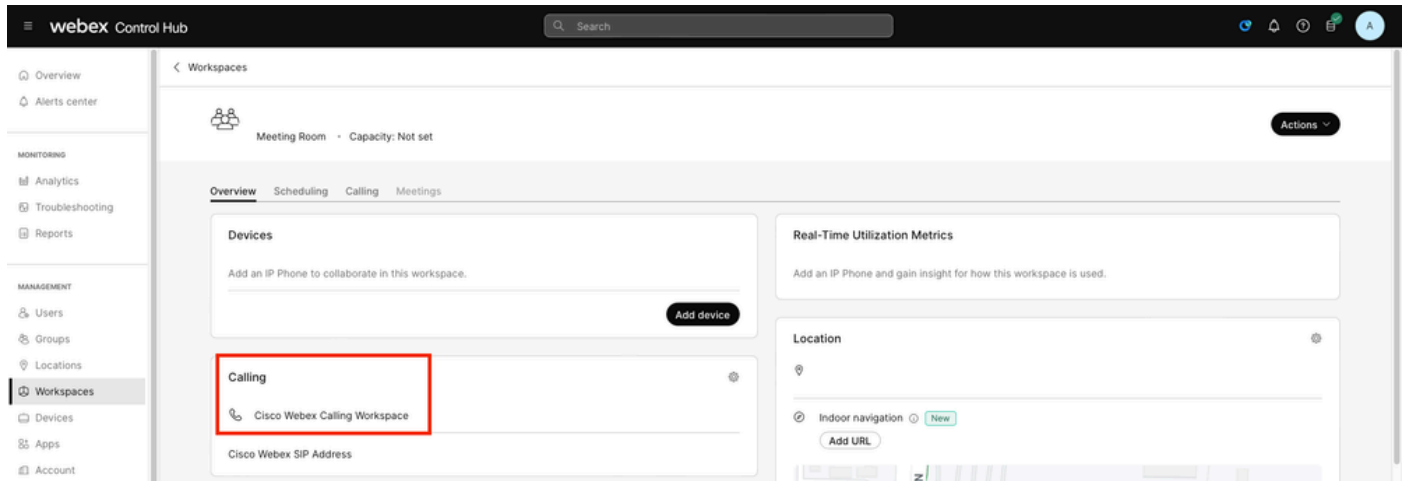 webex Control Hub
Search
A
Overview
Alerts center
MONITORING
Analytics
Troubleshooting
Reports
MANAGEMENT
Users
Groups
Locations
Workspaces
Devices
Apps
Account
Workspaces
Meeting Room · Capacity: Not set
Actions
Overview Scheduling Calling Meetings
Devices
Add an IP Phone to collaborate in this workspace.
Add device
Calling
Cisco Webex Calling Workspace
Cisco Webex SIP Address
Real-Time Utilization Metrics
Add an IP Phone and gain insight for how this workspace is used.
Location
Indoor navigation New
Add URL
N